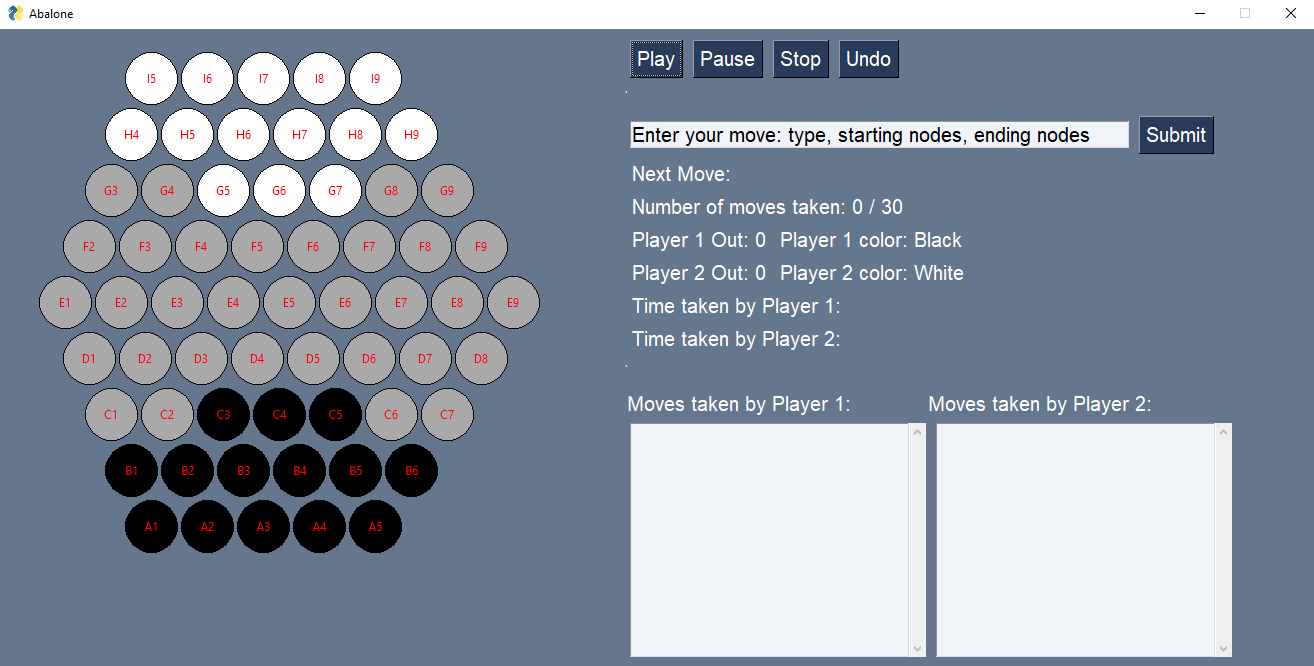 Abalone
I5 I6 I7 I8 I9
H4 H5 H6 H7 H8 H9
G3 G4 G5 G6 G7 G8 G9
F2 F3 F4 F5 F6 F7 F8 F9
E1 E2 E3 E4 E5 E6 E7 E8 E9
D1 D2 D3 D4 D5 D6 D7 D8
C1 C2 C3 C4 C5 C6 C7
B1 B2 B3 B4 B5 B6
A1 A2 A3 A4 A5
Play Pause Stop Undo
.
Enter your move: type, starting nodes, ending nodes Submit
Next Move:
Number of moves taken: 0 / 30
Player 1 Out: 0 Player 1 color: Black
Player 2 Out: 0 Player 2 color: White
Time taken by Player 1:
Time taken by Player 2:
.
Moves taken by Player 1: Moves taken by Player 2: